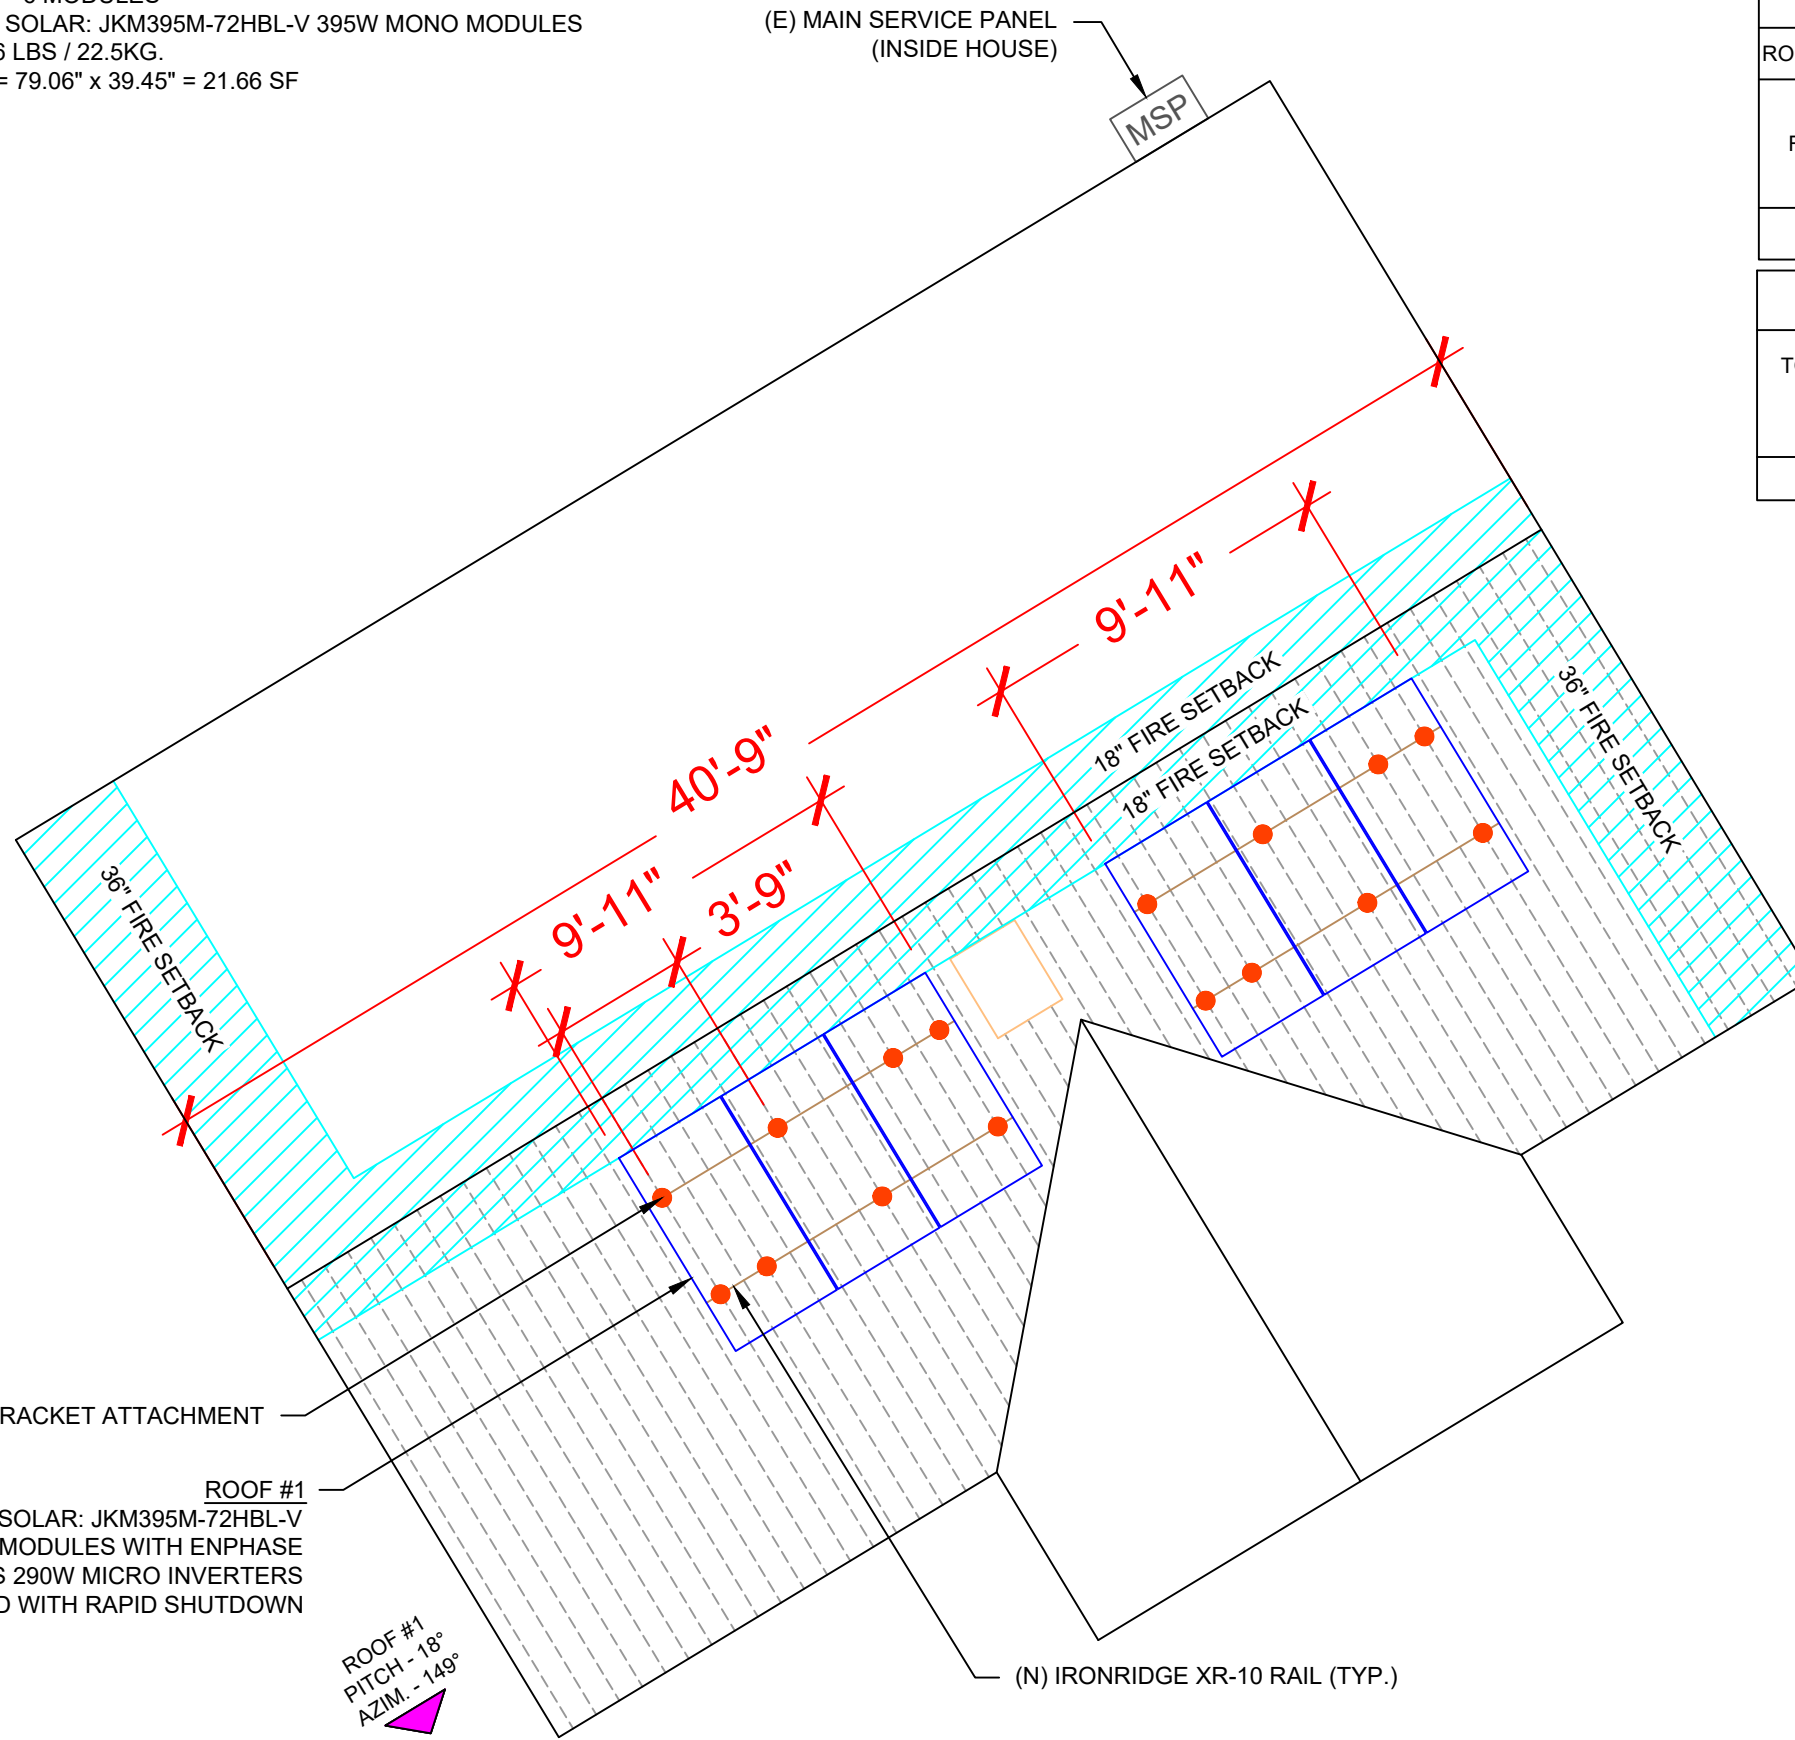 SOLAR: JKM395M-72HBL-V 395W MONO MODULES
LBS / 22.5KG.
= 79.06" x 39.45" = 21.66 SF
(E) MAIN SERVICE PANEL
(INSIDE HOUSE)
MSP
9'-11"
40'-9"
18" FIRE SETBACK
18" FIRE SETBACK
36" FIRE SETBACK
3'-9"
9'-11"
36" FIRE SETBACK
RACKET ATTACHMENT
ROOF #1
SOLAR: JKM395M-72HBL-V
MODULES WITH ENPHASE
S 290W MICRO INVERTERS
D WITH RAPID SHUTDOWN
ROOF #1
PITCH - 18°
AZIM. - 149°
(N) IRONRIDGE XR-10 RAIL (TYP.)
RO